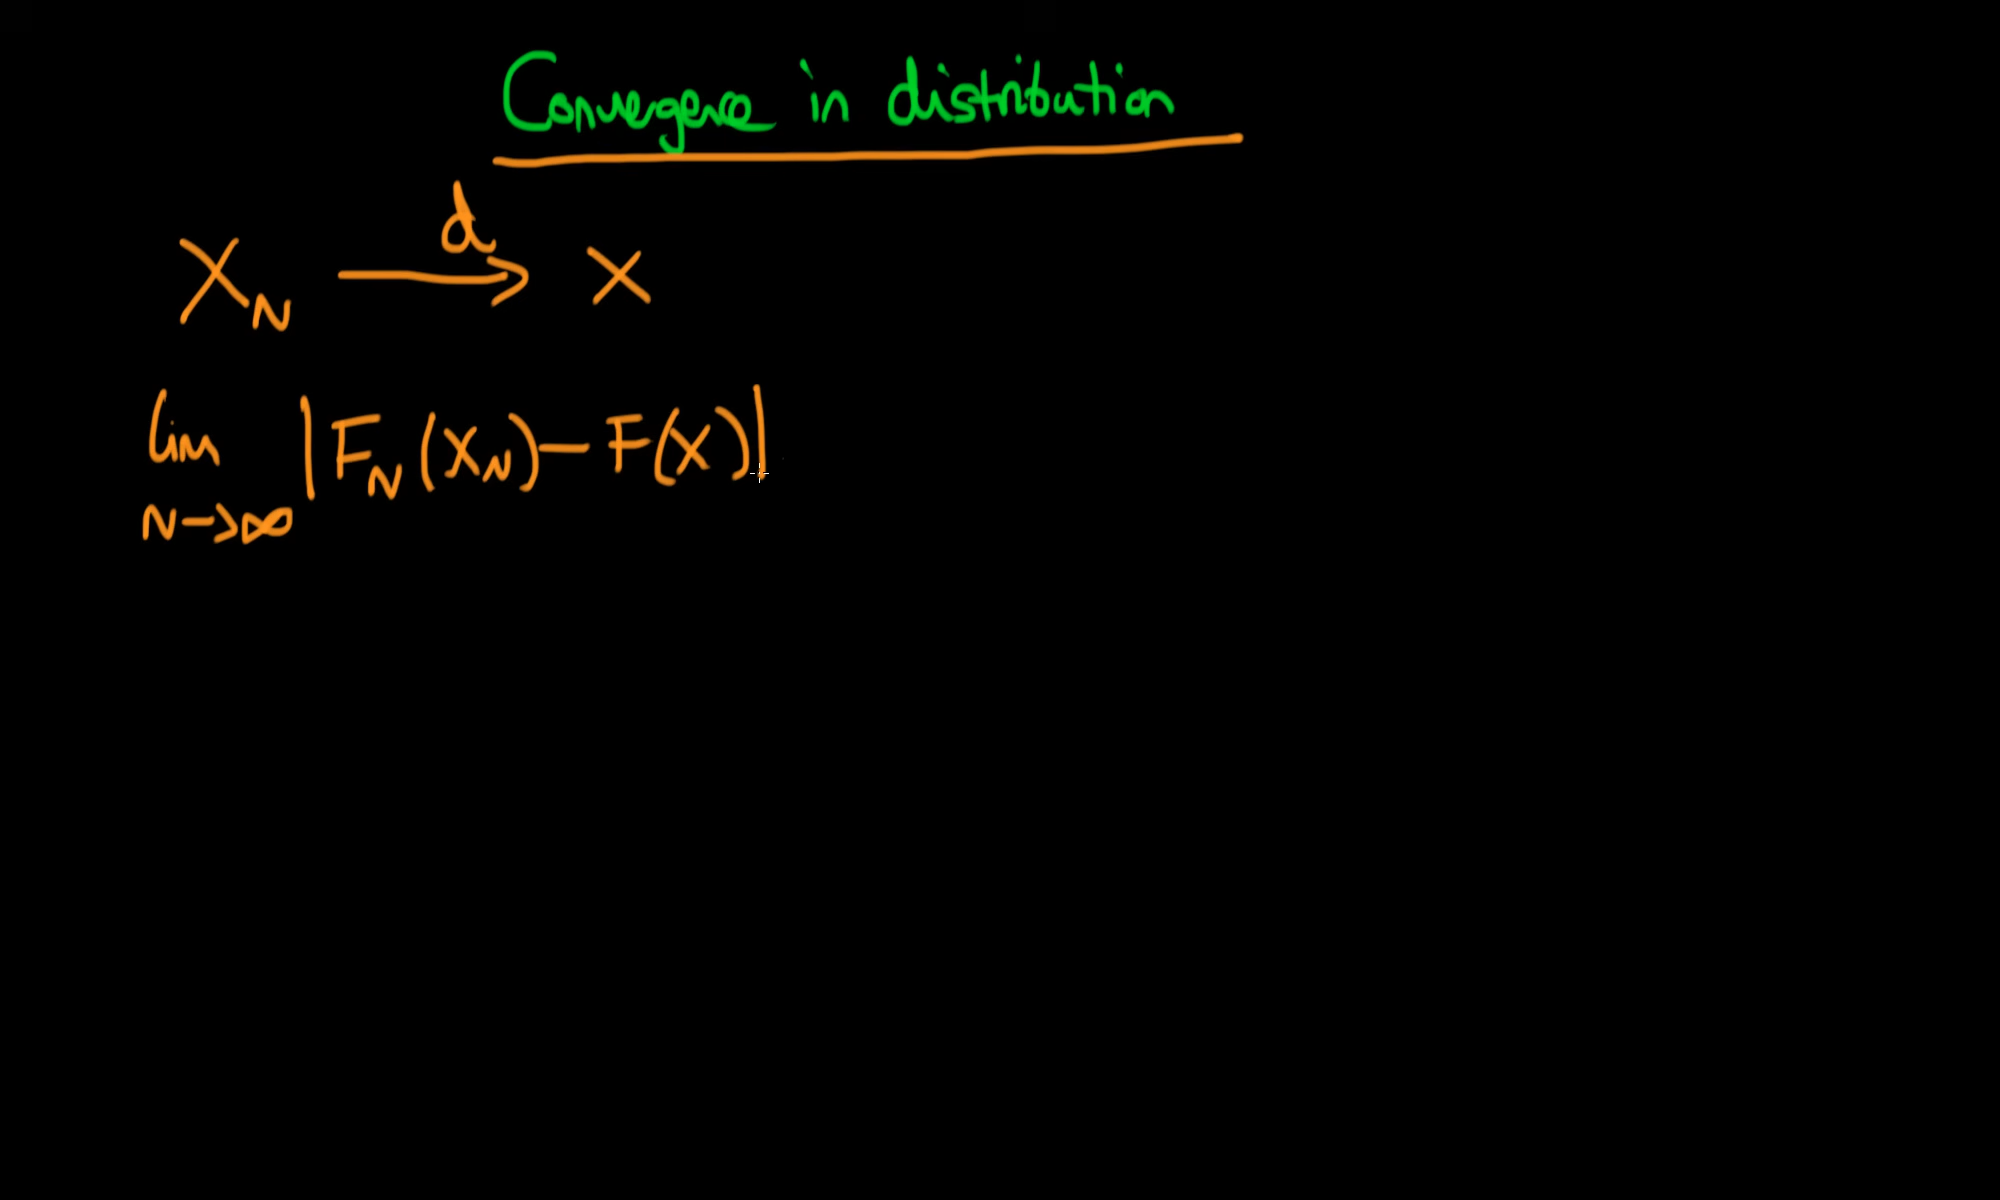 Convergence in distribution
d
X_N ⟶ X
lim |F_N(X_N) − F(X)|
N→∞